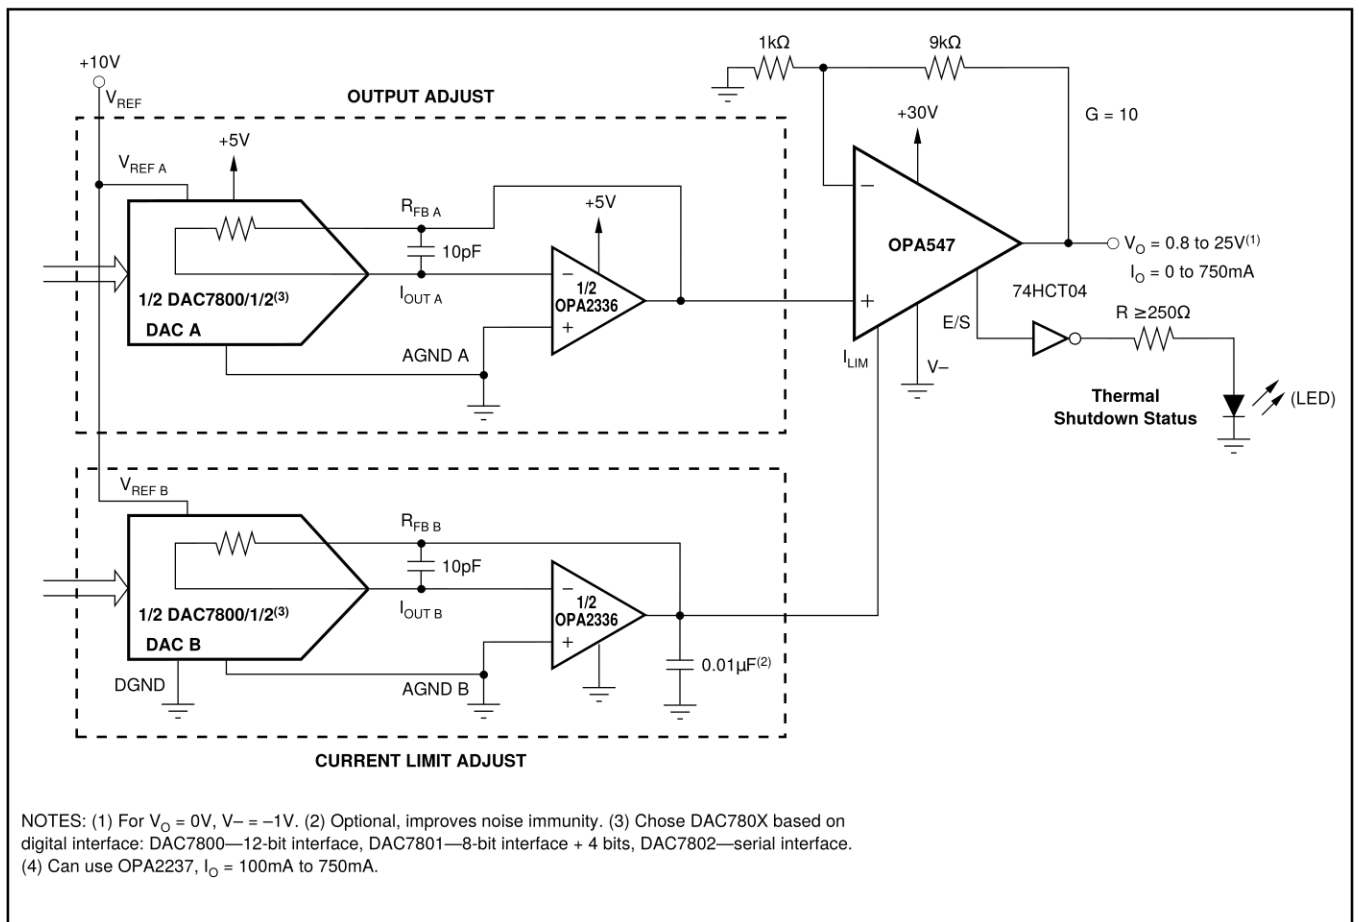 +10V
V_REF
OUTPUT ADJUST
1kΩ
9kΩ
+30V
G = 10
V_REF A
+5V
R_FB A
10pF
+5V
1/2 DAC7800/1/2(3)
DAC A
I_OUT A
−
1/2
OPA2336
+
AGND A
−
OPA547
+
V_O = 0.8 to 25V(1)
I_O = 0 to 750mA
74HCT04
E/S
R ≥250Ω
I_LIM
V–
Thermal
Shutdown Status
(LED)
V_REF B
R_FB B
10pF
1/2 DAC7800/1/2(3)
DAC B
I_OUT B
−
1/2
OPA2336
+
DGND
AGND B
0.01µF(2)
CURRENT LIMIT ADJUST
NOTES: (1) For V_O = 0V, V– = –1V. (2) Optional, improves noise immunity. (3) Chose DAC780X based on
digital interface: DAC7800—12-bit interface, DAC7801—8-bit interface + 4 bits, DAC7802—serial interface.
(4) Can use OPA2237, I_O = 100mA to 750mA.